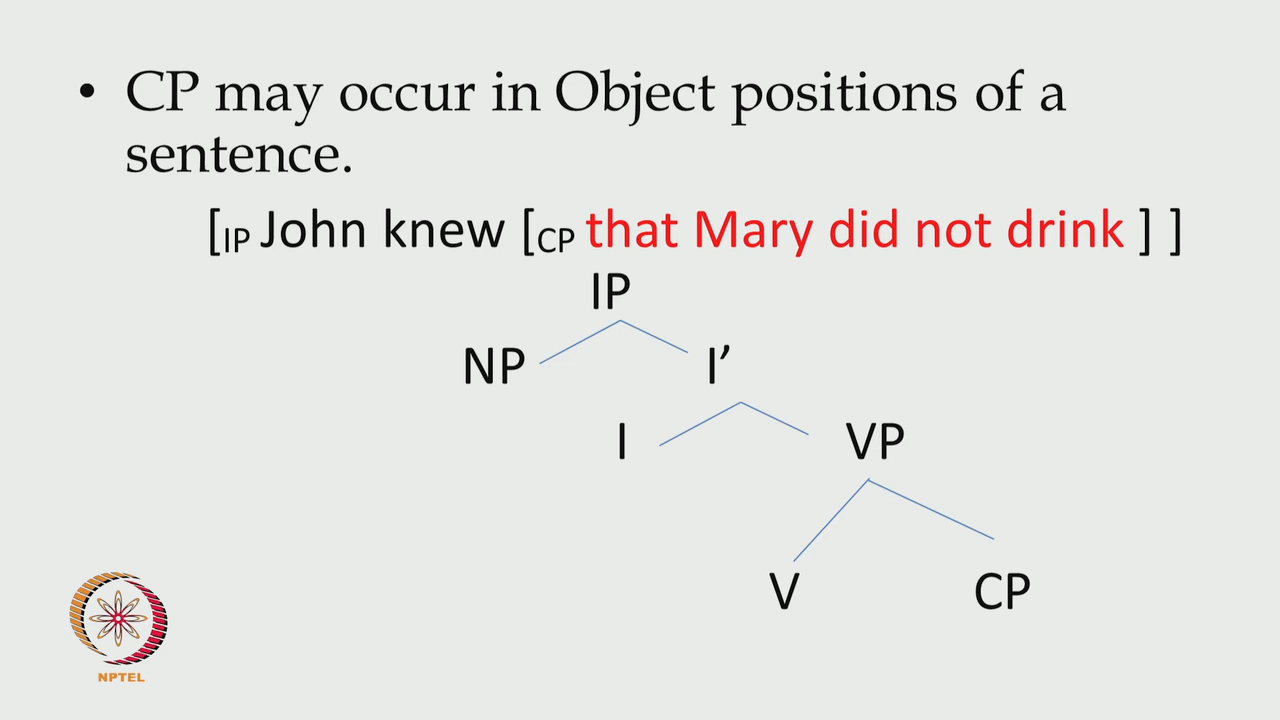 • CP may occur in Object positions of a
sentence.
[IP John knew [CP that Mary did not drink ] ]
IP
NP I’
I VP
V CP
NPTEL